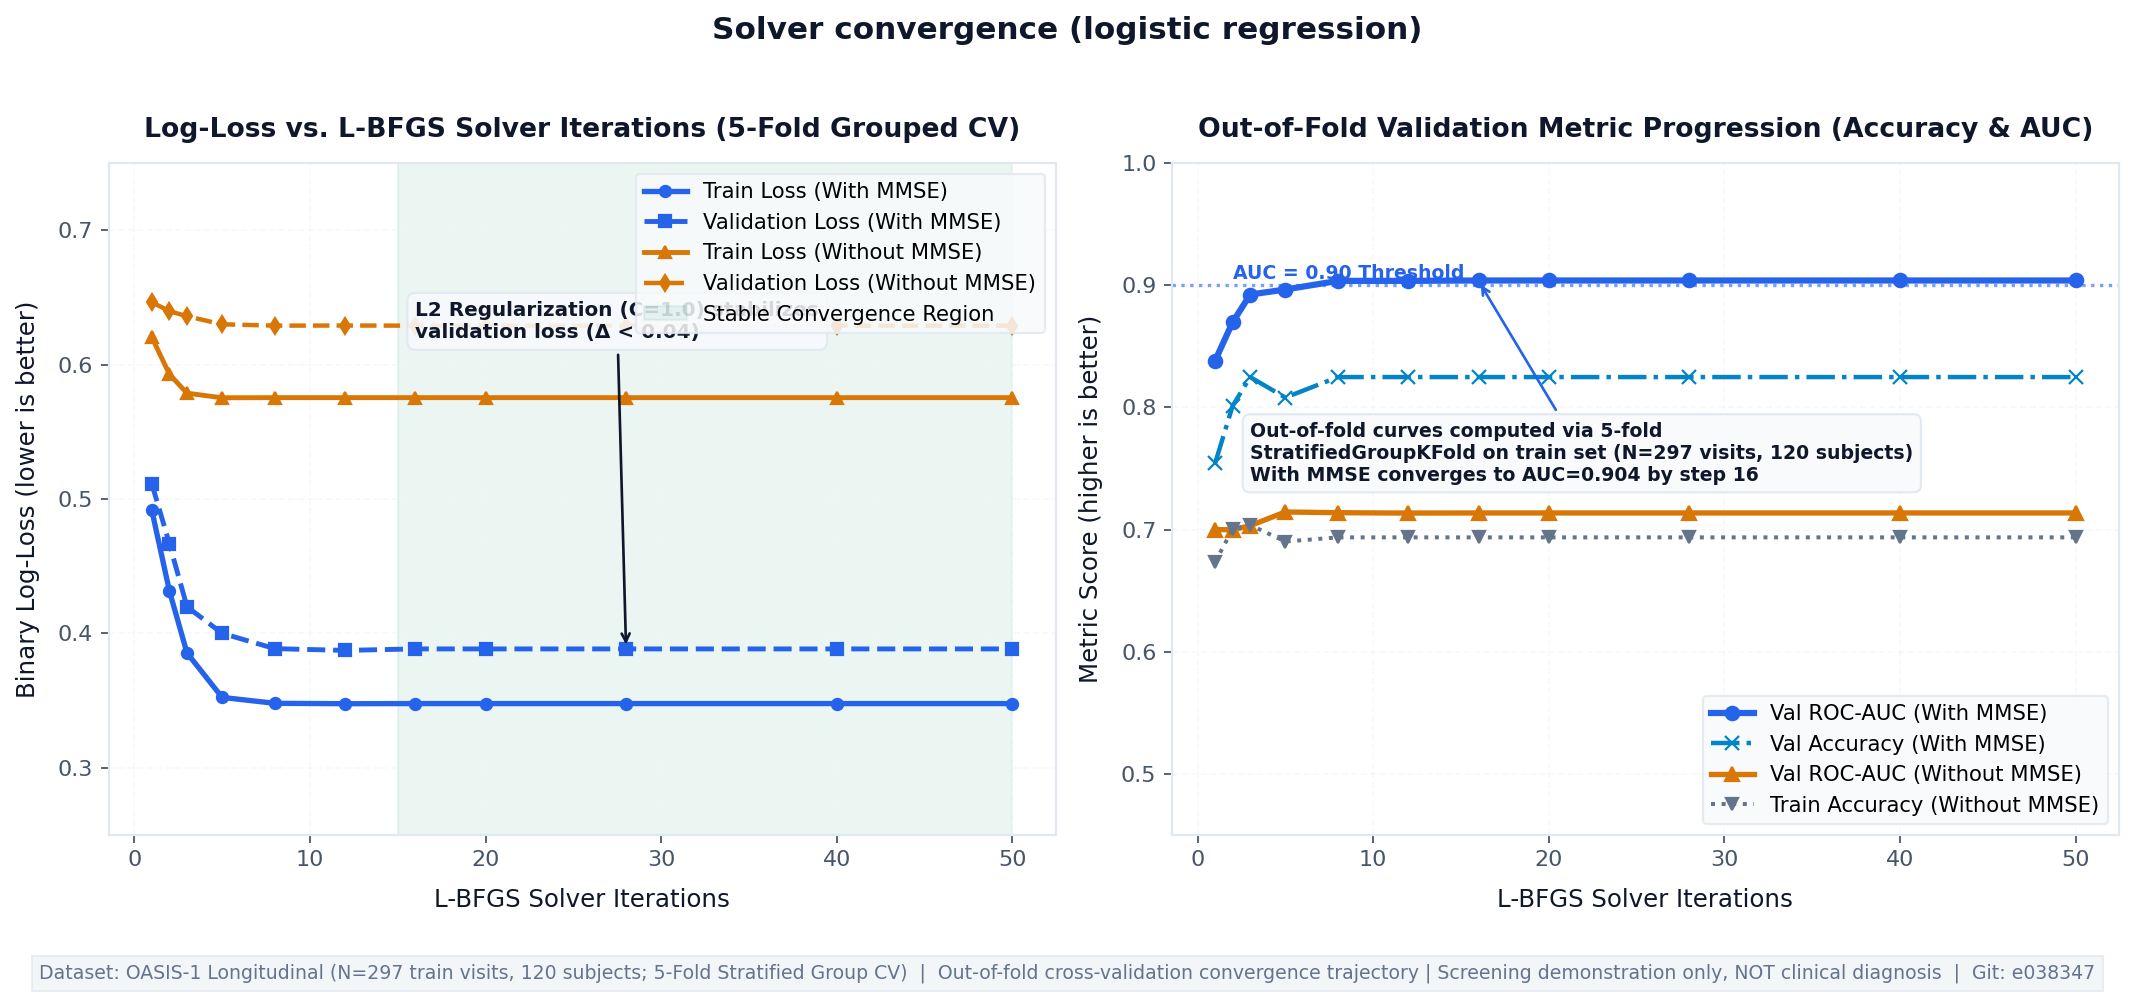 Solver convergence (logistic regression)
Log-Loss vs. L-BFGS Solver Iterations (5-Fold Grouped CV)
Binary Log-Loss (lower is better)
0.7
0.6
0.5
0.4
0.3
Train Loss (With MMSE)
Validation Loss (With MMSE)
Train Loss (Without MMSE)
Validation Loss (Without MMSE)
Stable Convergence Region
L2 Regularization (C=1.0) stabilizes
validation loss (Δ < 0.04)
0
10
20
30
40
50
L-BFGS Solver Iterations
Out-of-Fold Validation Metric Progression (Accuracy & AUC)
Metric Score (higher is better)
1.0
0.9
0.8
0.7
0.6
0.5
AUC = 0.90 Threshold
Out-of-fold curves computed via 5-fold
StratifiedGroupKFold on train set (N=297 visits, 120 subjects)
With MMSE converges to AUC=0.904 by step 16
Val ROC-AUC (With MMSE)
Val Accuracy (With MMSE)
Val ROC-AUC (Without MMSE)
Train Accuracy (Without MMSE)
0
10
20
30
40
50
L-BFGS Solver Iterations
Dataset: OASIS-1 Longitudinal (N=297 train visits, 120 subjects; 5-Fold Stratified Group CV) | Out-of-fold cross-validation convergence trajectory | Screening demonstration only, NOT clinical diagnosis | Git: e038347